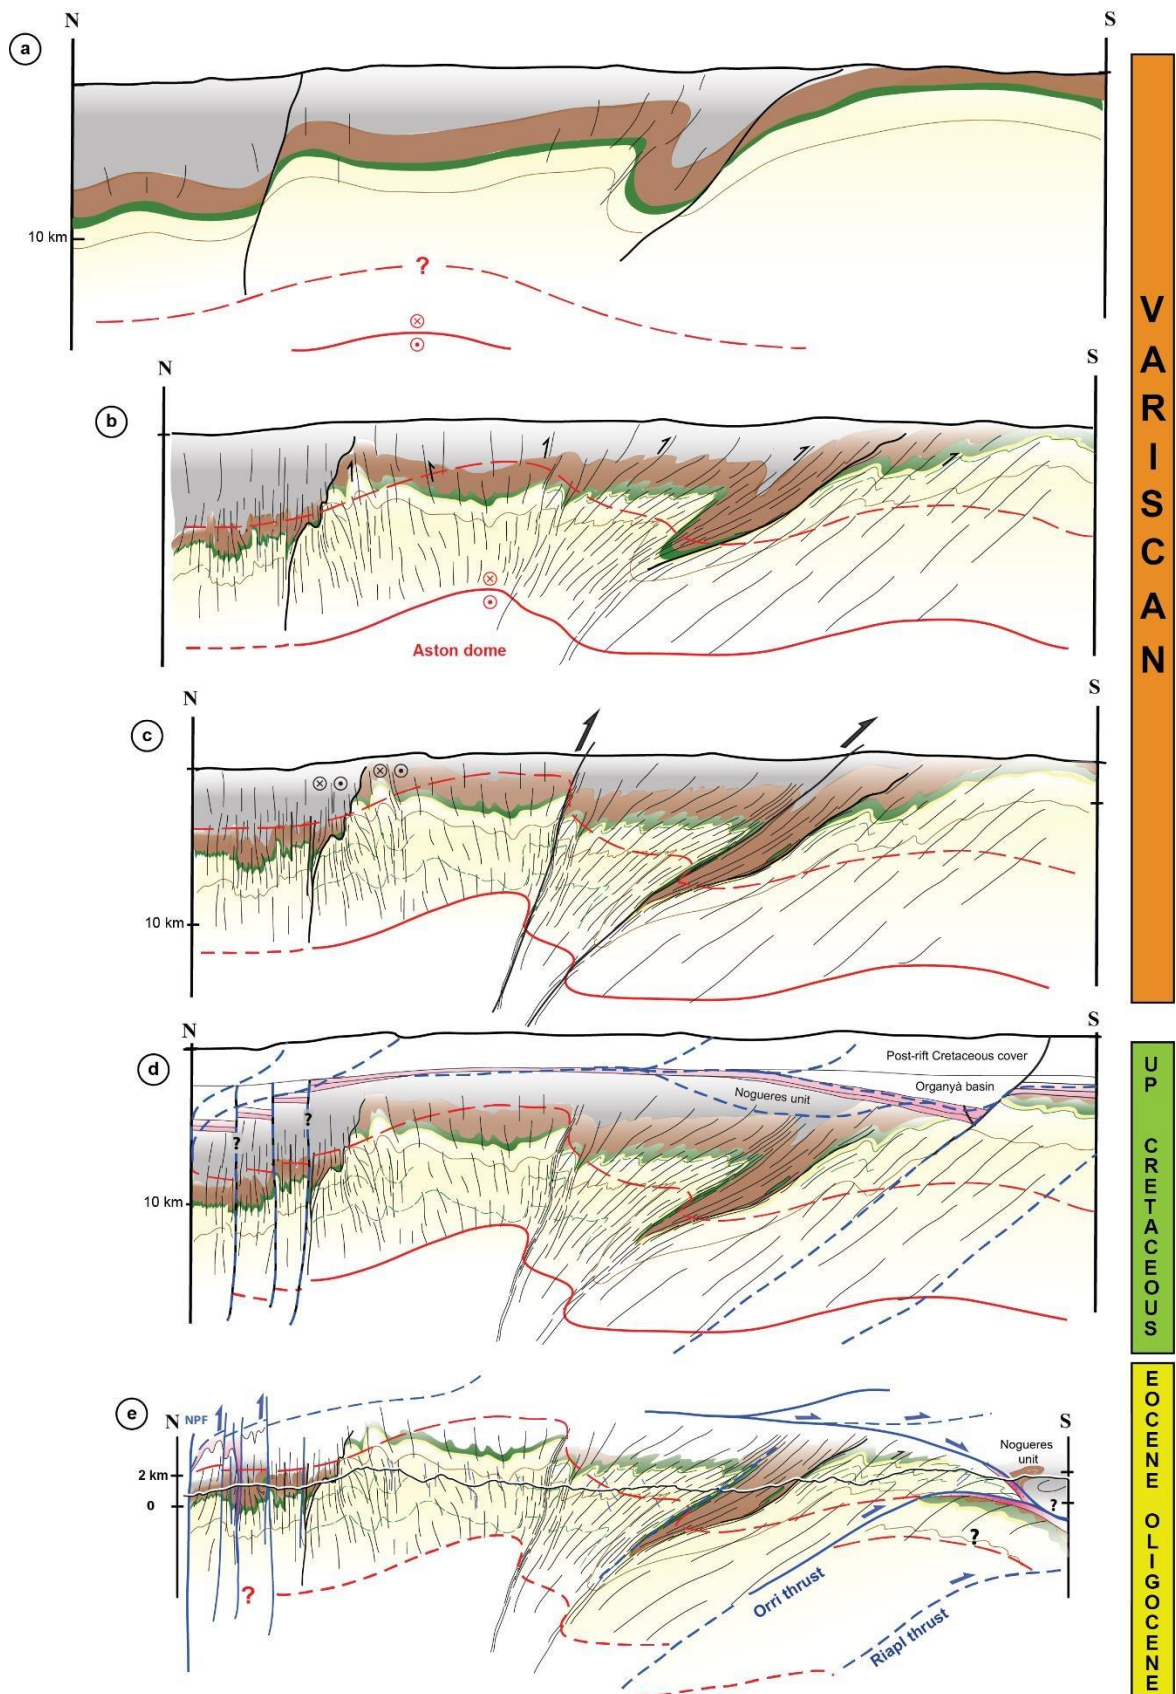 N
S
a
10 km
?
V
A
R
I
S
C
A
N
N
S
b
Aston dome
N
S
c
10 km
N
S
d
Post-rift Cretaceous cover
Organyà basin
Nogueres unit
?
?
10 km
UP CRETACEOUS
e
N
NPF
S
Nogueres
unit
2 km
0
?
?
?
Orri thrust
Riapl thrust
EOCENE OLIGOCENE